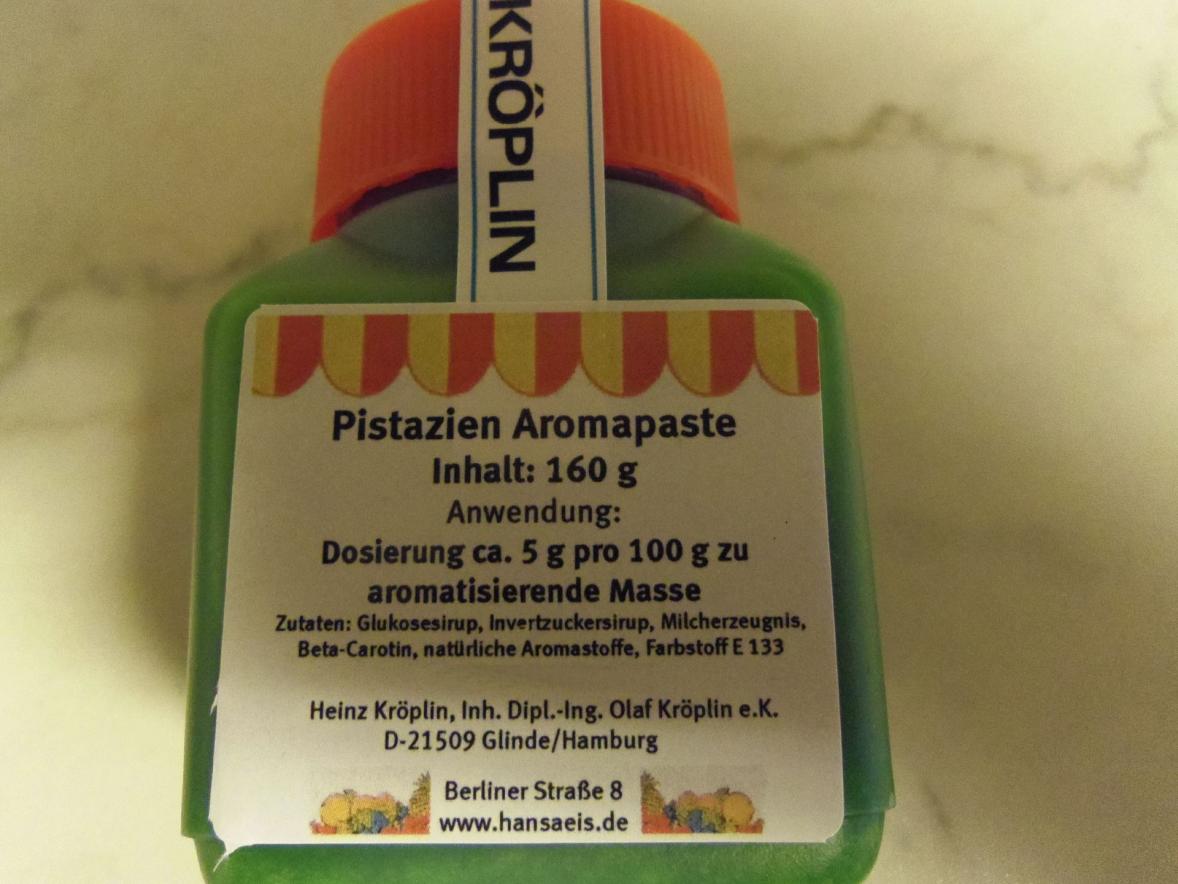 KRÖPLIN
Pistazien Aromapaste
Inhalt: 160 g
Anwendung:
Dosierung ca. 5 g pro 100 g zu
aromatisierende Masse
Zutaten: Glukosesirup, Invertzuckersirup, Milcherzeugnis,
Beta-Carotin, natürliche Aromastoffe, Farbstoff E 133
Heinz Kröplin, Inh. Dipl.-Ing. Olaf Kröplin e.K.
D-21509 Glinde/Hamburg
Berliner Straße 8
www.hansaeis.de